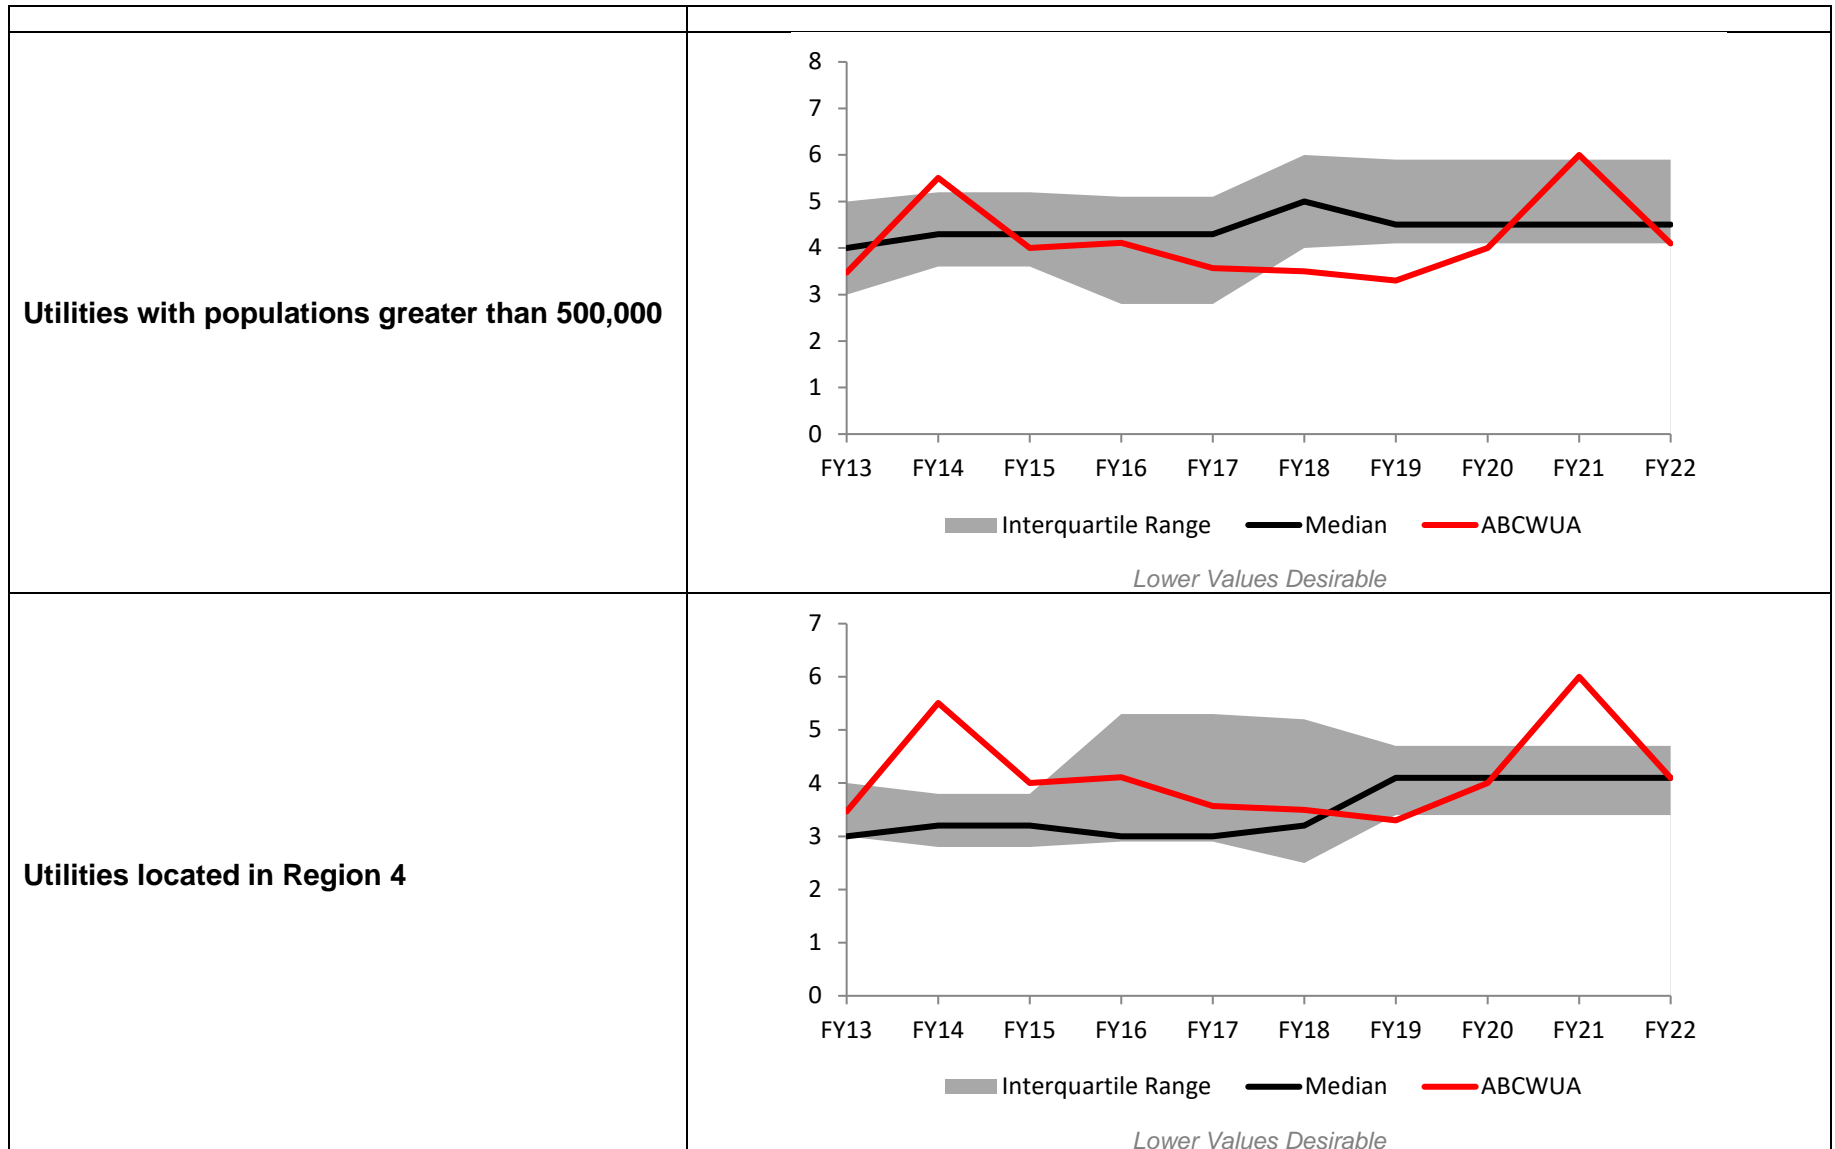 Utilities with populations greater than 500,000
8
7
6
5
4
3
2
1
0
FY13 FY14 FY15 FY16 FY17 FY18 FY19 FY20 FY21 FY22
Interquartile Range Median ABCWUA
Lower Values Desirable
Utilities located in Region 4
7
6
5
4
3
2
1
0
FY13 FY14 FY15 FY16 FY17 FY18 FY19 FY20 FY21 FY22
Interquartile Range Median ABCWUA
Lower Values Desirable